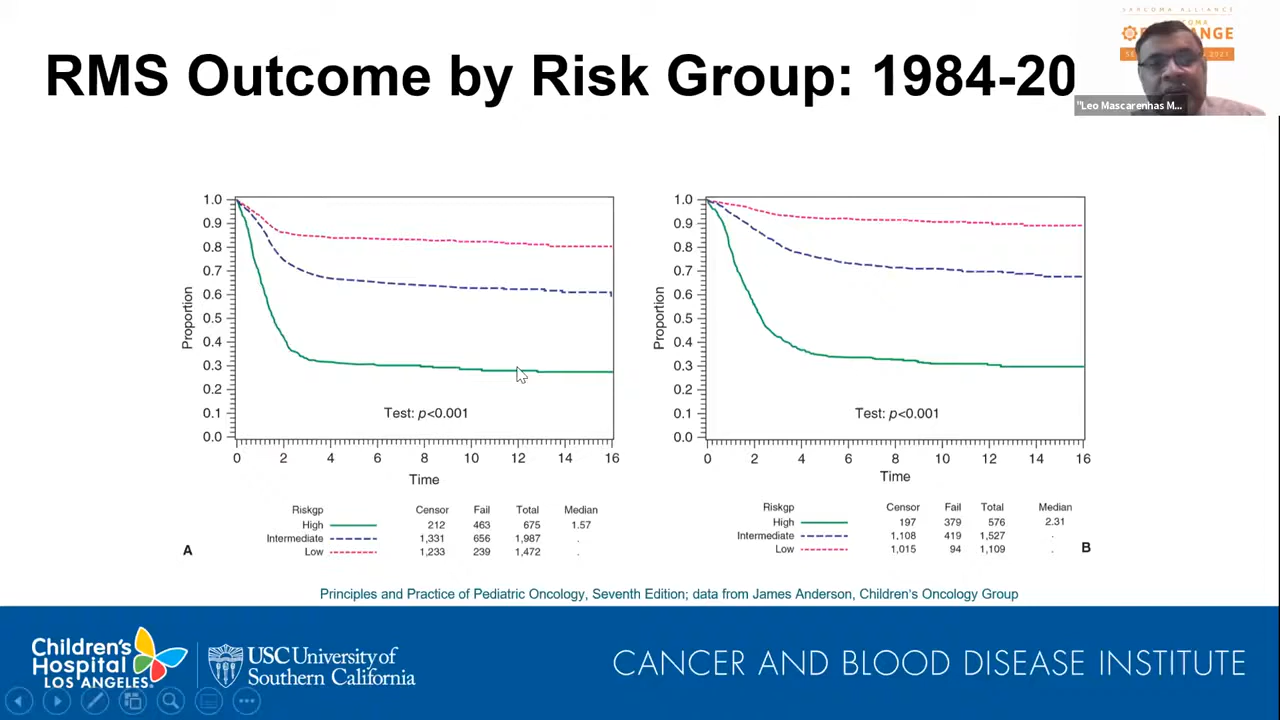 RMS Outcome by Risk Group: 1984-20
SARCOMA ALLIANCE
"Leo Mascarenhas M...
1.0
0.9
0.8
0.7
0.6
0.5
0.4
0.3
0.2
0.1
0.0
Proportion
Test: p<0.001
0 2 4 6 8 10 12 14 16
Time
Riskgp Censor Fail Total Median
High 212 463 675 1.57
Intermediate 1,331 656 1,987 .
Low 1,233 239 1,472 .
A
1.0
0.9
0.8
0.7
0.6
0.5
0.4
0.3
0.2
0.1
0.0
Proportion
Test: p<0.001
0 2 4 6 8 10 12 14 16
Time
Riskgp Censor Fail Total Median
High 197 379 576 2.31
Intermediate 1,108 419 1,527 .
Low 1,015 94 1,109 .
B
Principles and Practice of Pediatric Oncology, Seventh Edition; data from James Anderson, Children's Oncology Group
Children's
Hospital
LOS ANGELES
USC University of
Southern California
CANCER AND BLOOD DISEASE INSTITUTE